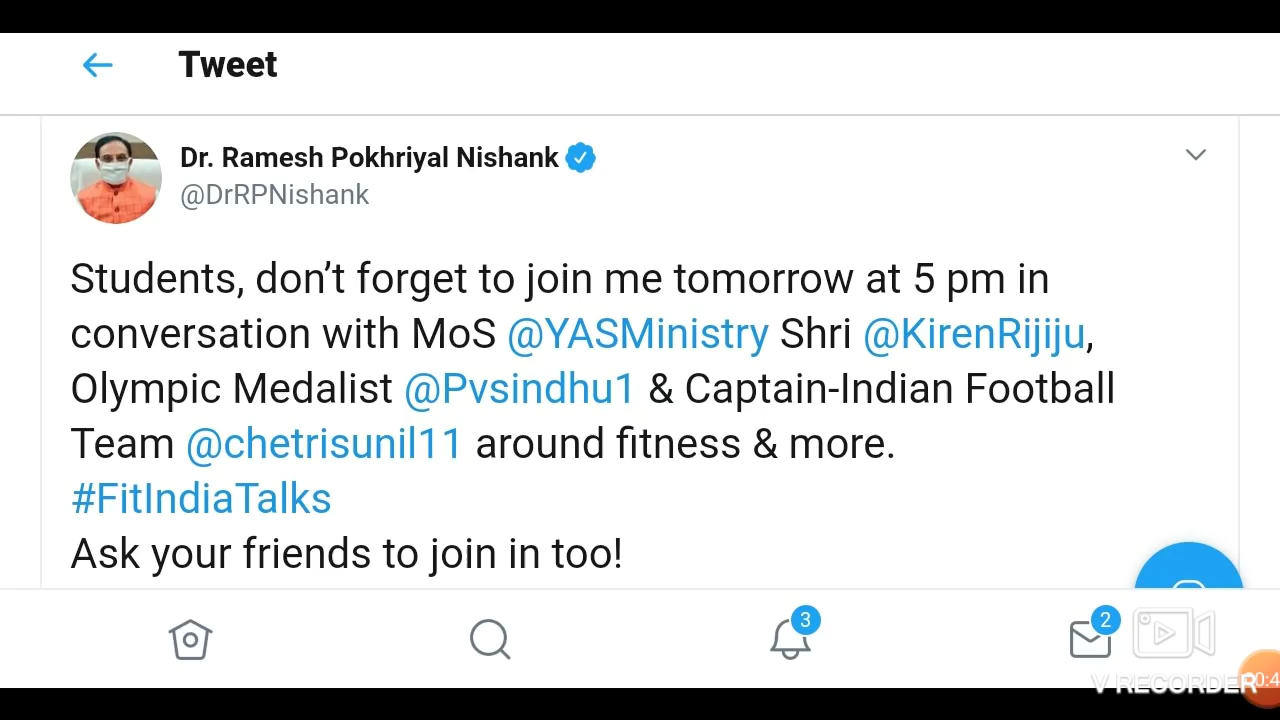 Tweet
Dr. Ramesh Pokhriyal Nishank
@DrRPNishank
Students, don’t forget to join me tomorrow at 5 pm in
conversation with MoS @YASMinistry Shri @KirenRijiju,
Olympic Medalist @Pvsindhu1 & Captain-Indian Football
Team @chetrisunil11 around fitness & more.
#FitIndiaTalks
Ask your friends to join in too!
3
2
V RECORDER